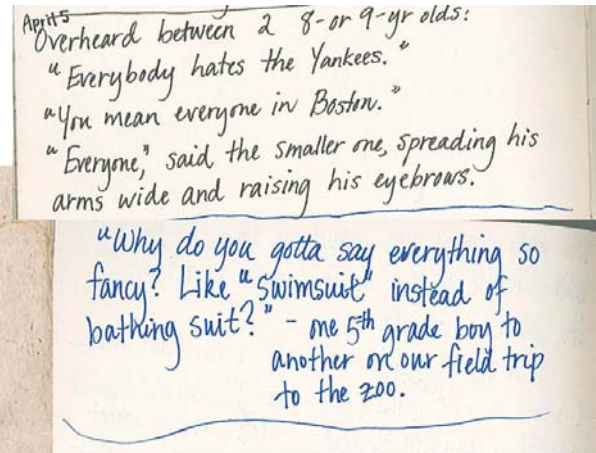 April 5
Overheard between 2 8-or 9-yr olds:
"Everybody hates the Yankees."
"You mean everyone in Boston."
"Everyone," said the smaller one, spreading his
arms wide and raising his eyebrows.
"Why do you gotta say everything so
fancy? Like "swimsuit" instead of
bathing suit?" - one 5th grade boy to
another on our field trip
to the zoo.